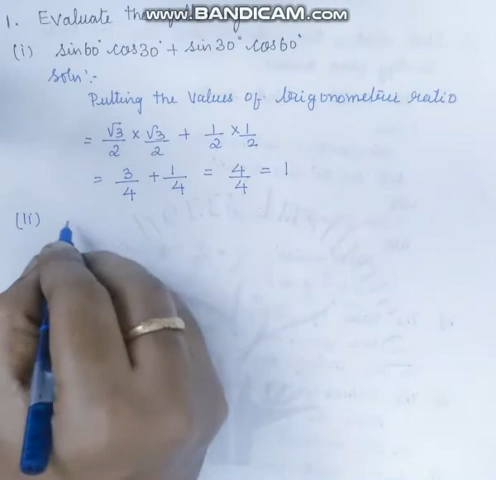 www.BANDICAM.com
1. Evaluate the
(i) sin60° cos30° + sin30° cos60°
Soln:-
Putting the values of trigonometric ratio
= √3/2 × √3/2 + 1/2 × 1/2
= 3/4 + 1/4 = 4/4 = 1
(ii)